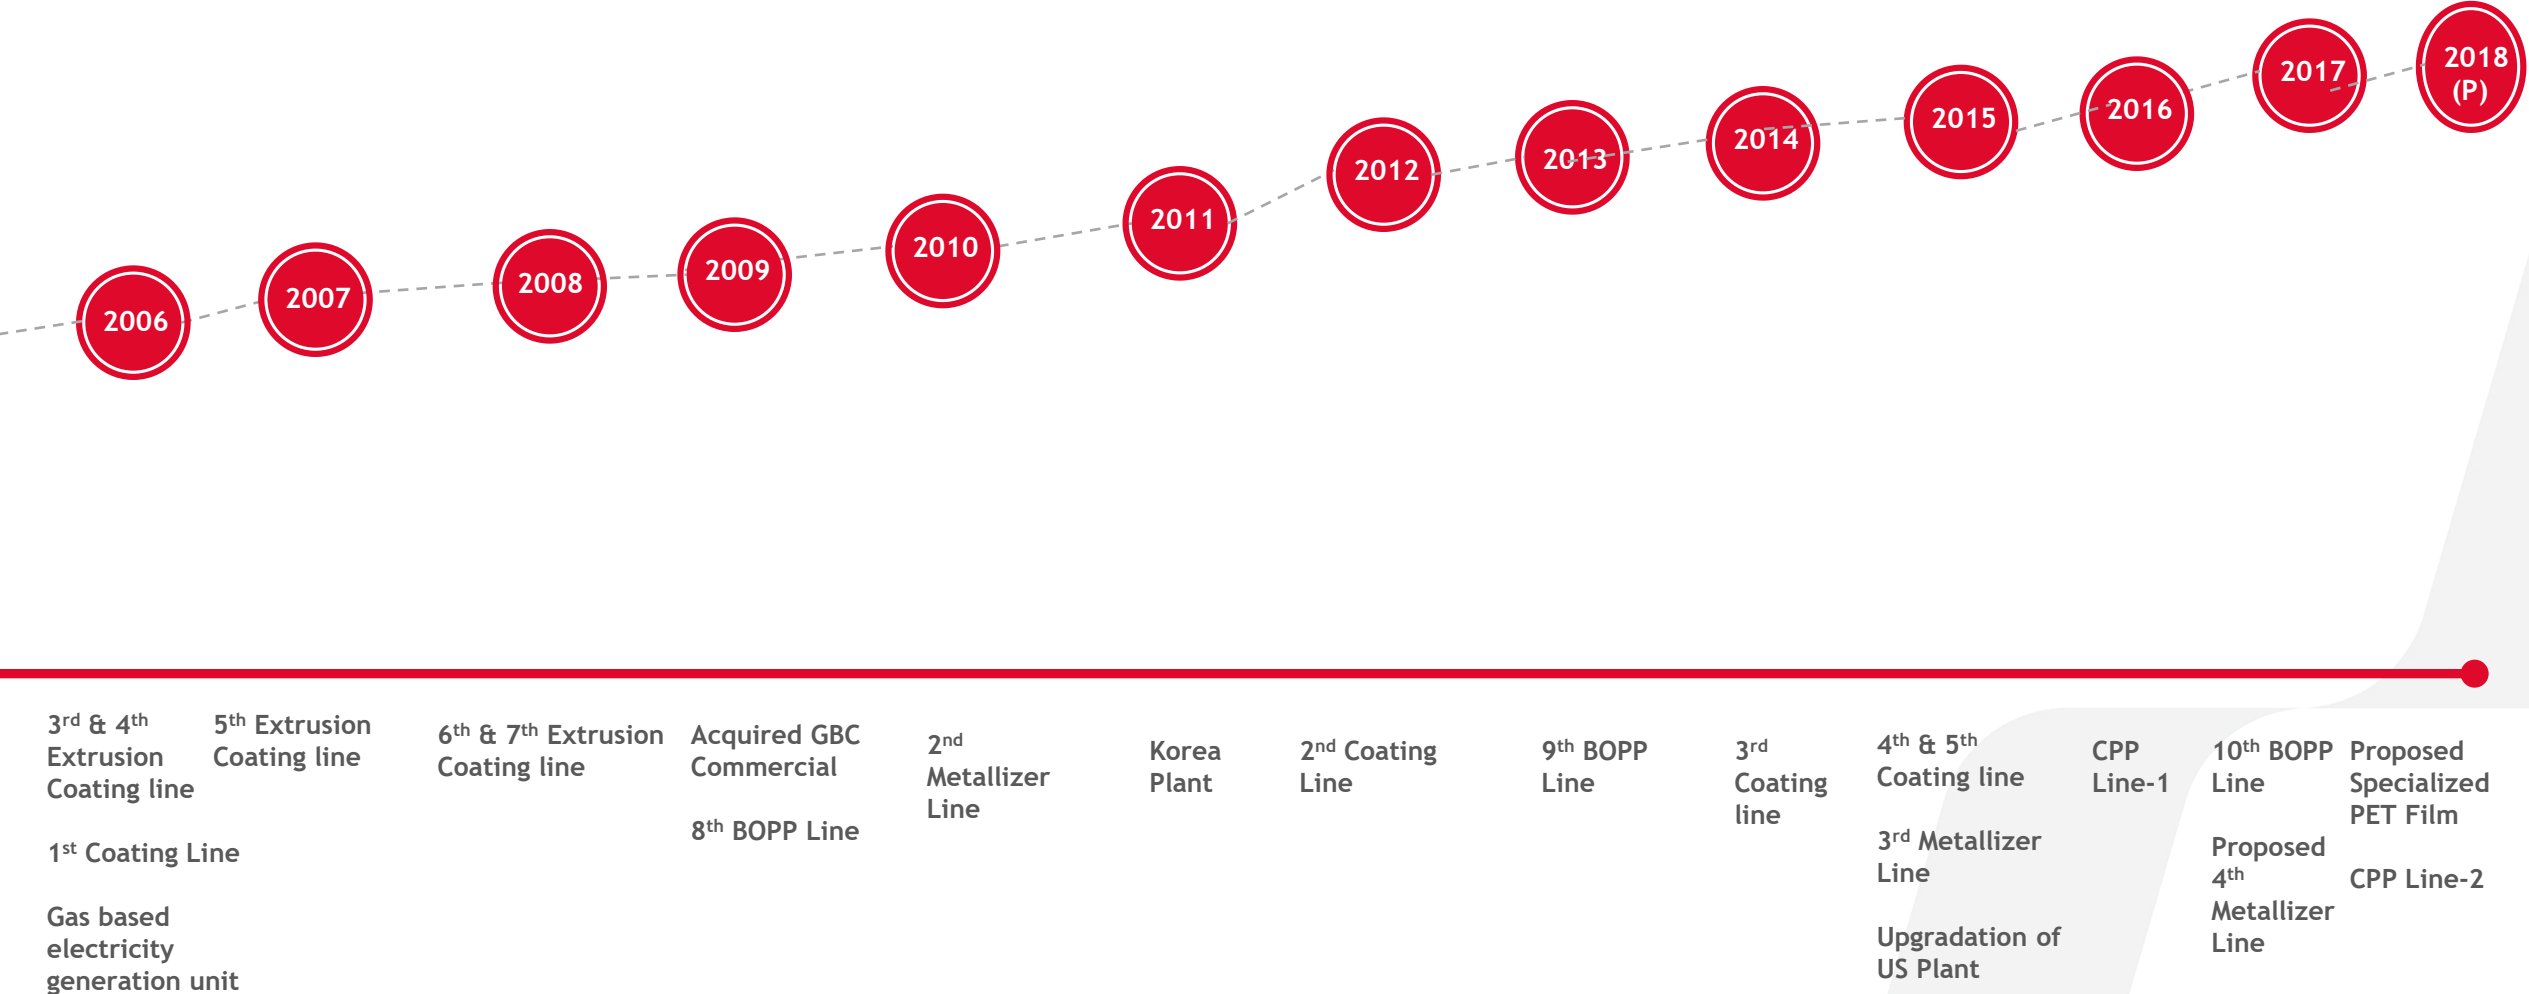 2006
2007
2008
2009
2010
2011
2012
2013
2014
2015
2016
2017
2018
(P)
3rd & 4th
Extrusion
Coating line
1st Coating Line
Gas based
electricity
generation unit
5th Extrusion
Coating line
6th & 7th Extrusion
Coating line
Acquired GBC
Commercial
8th BOPP Line
2nd
Metallizer
Line
Korea
Plant
2nd Coating
Line
9th BOPP
Line
3rd
Coating
line
4th & 5th
Coating line
3rd Metallizer
Line
Upgradation of
US Plant
CPP
Line-1
10th BOPP
Line
Proposed
4th
Metallizer
Line
Proposed
Specialized
PET Film
CPP Line-2